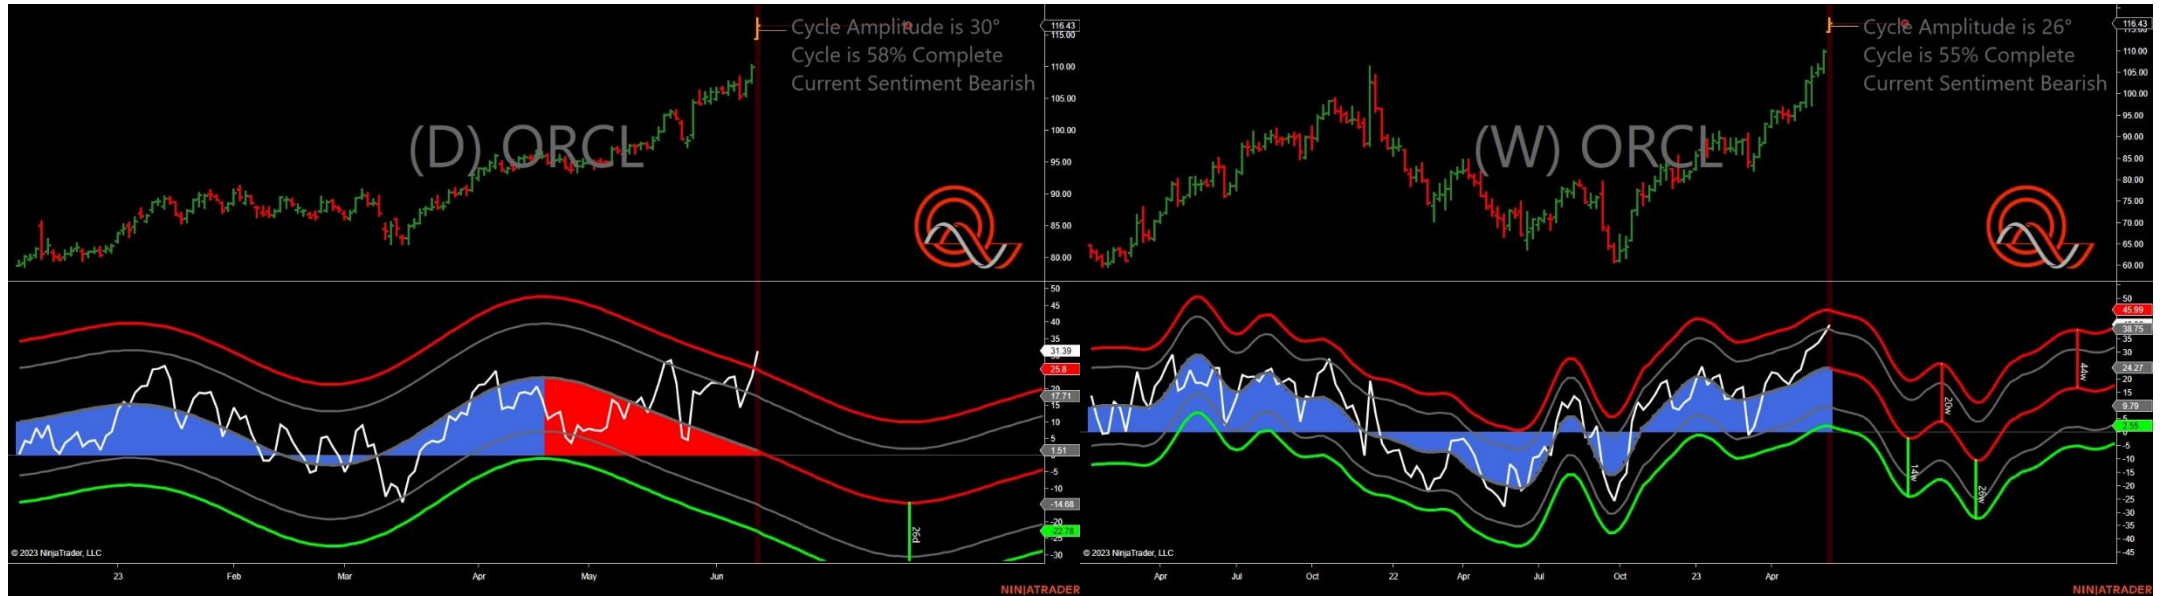 Cycle Amplitude is 30°
Cycle is 58% Complete
Current Sentiment Bearish
(D) ORCL
116.43
115.00
110.00
105.00
100.00
95.00
90.00
85.00
80.00
50
45
40
35
31.39
25.8
20
17.71
10
5
1.51
-5
-10
-14.68
-20
-22.78
-25
-30
26d
© 2023 NinjaTrader, LLC
23
Feb
Mar
Apr
May
Jun
NINJATRADER
Cycle Amplitude is 26°
Cycle is 55% Complete
Current Sentiment Bearish
(W) ORCL
116.43
115.00
110.00
105.00
100.00
95.00
90.00
85.00
80.00
75.00
70.00
65.00
60.00
50
45.99
38.75
35
30
24.27
20
15
9.79
2.55
-5
-10
-15
-20
-25
-30
-35
-40
-45
14w
20w
26w
44w
© 2023 NinjaTrader, LLC
Apr
Jul
Oct
22
Apr
Jul
Oct
23
Apr
NINJATRADER